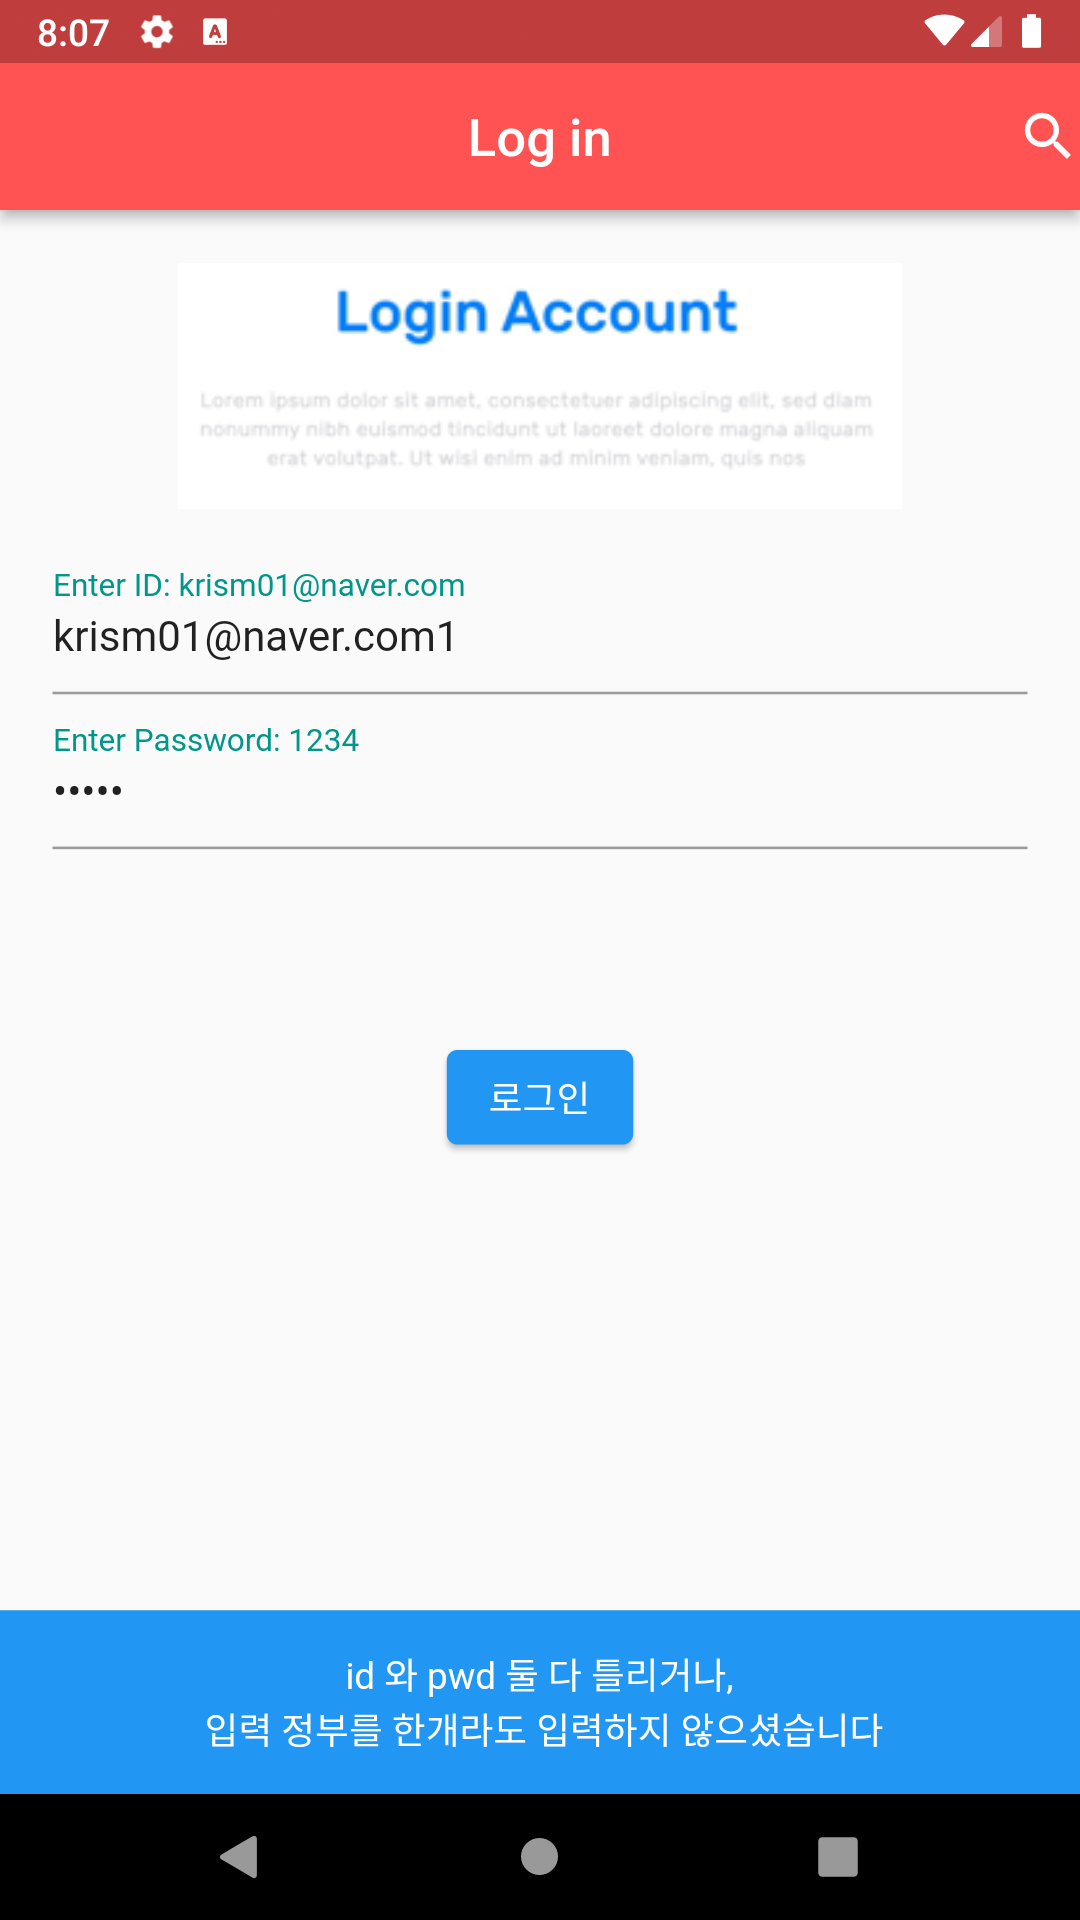 8:07
Log in
Login Account
Lorem ipsum dolor sit amet, consectetuer adipiscing elit, sed diam
nonummy nibh euismod tincidunt ut laoreet dolore magna aliquam
erat volutpat. Ut wisi enim ad minim veniam, quis nos
Enter ID: krism01@naver.com
krism01@naver.com1
Enter Password: 1234
•••••
로그인
id 와 pwd 둘 다 틀리거나,
입력 정부를 한개라도 입력하지 않으셨습니다